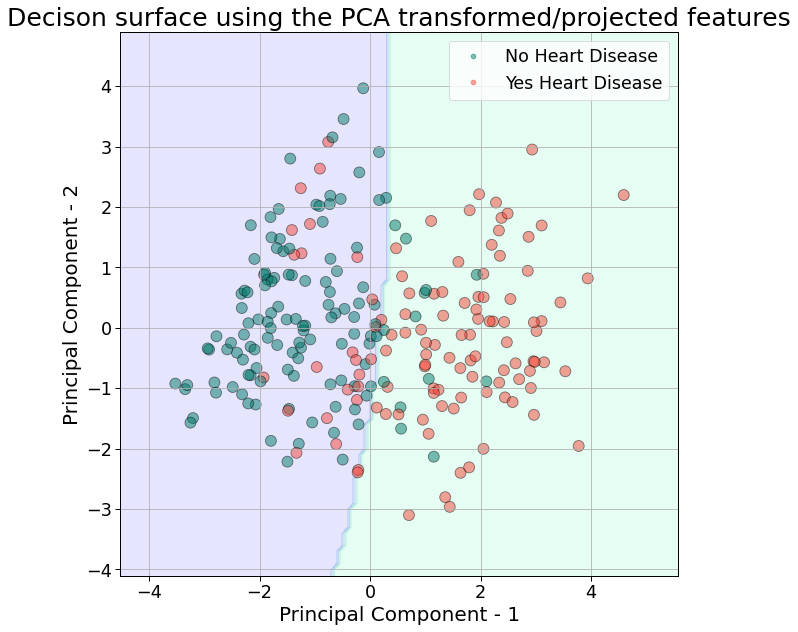 Decison surface using the PCA transformed/projected features
No Heart Disease
Yes Heart Disease
4
3
2
1
0
−1
−2
−3
−4
Principal Component - 2
−4
−2
0
2
4
Principal Component - 1